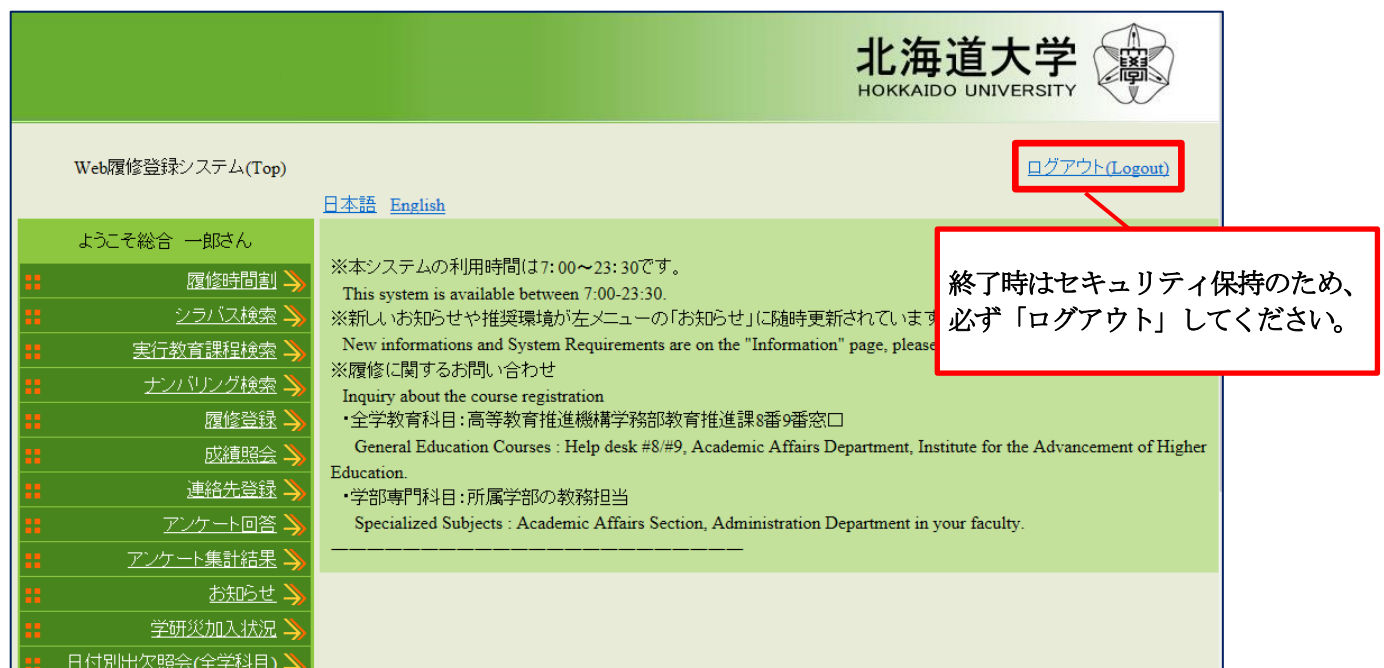 北海道大学
HOKKAIDO UNIVERSITY
Web履修登録システム(Top)
ログアウト(Logout)
日本語 English
ようこそ総合 一郎さん
履修時間割
シラバス検索
実行教育課程検索
ナンバリング検索
履修登録
成績照会
連絡先登録
アンケート回答
アンケート集計結果
お知らせ
学研災加入状況
日付別出欠照会(全学科目)
※本システムの利用時間は7:00~23:30です。
This system is available between 7:00-23:30.
※新しいお知らせや推奨環境が左メニューの「お知らせ」に随時更新されています
New informations and System Requirements are on the "Information" page, please
※履修に関するお問い合わせ
Inquiry about the course registration
・全学教育科目:高等教育推進機構学務部教育推進課8番9番窓口
General Education Courses : Help desk #8/#9, Academic Affairs Department, Institute for the Advancement of Higher
Education.
・学部専門科目:所属学部の教務担当
Specialized Subjects : Academic Affairs Section, Administration Department in your faculty.
終了時はセキュリティ保持のため、
必ず「ログアウト」してください。